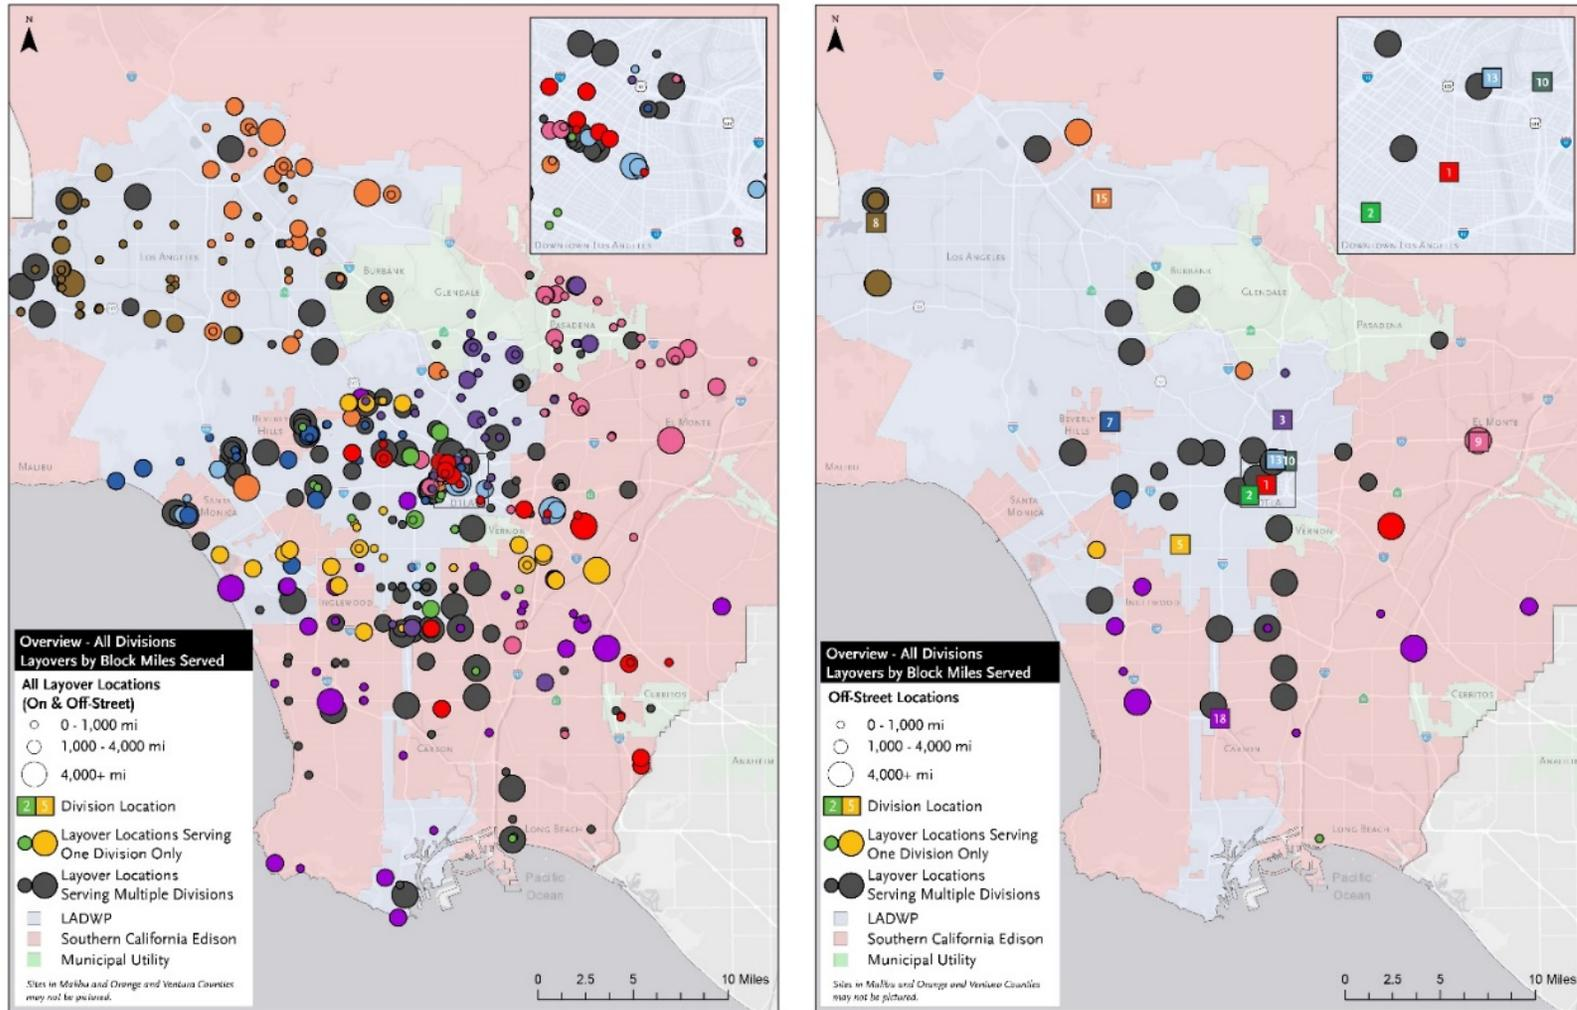 N
DOWNTOWN LOS ANGELES
LOS ANGELES
BURBANK
GLENDALE
PASADENA
BEVERLY
HILLS
EL MONTE
MALIBU
SANTA
MONICA
DTLA
VERNON
INGLEWOOD
CERRITOS
CARSON
ANAHEIM
LONG BEACH
Pacific
Ocean
Overview - All Divisions
Layovers by Block Miles Served
All Layover Locations
(On & Off-Street)
0 - 1,000 mi
1,000 - 4,000 mi
4,000+ mi
2 5 Division Location
Layover Locations Serving
One Division Only
Layover Locations
Serving Multiple Divisions
LADWP
Southern California Edison
Municipal Utility
Sites in Malibu and Orange and Ventura Counties
may not be pictured.
0 2.5 5 10 Miles
N
13
10
1
2
DOWNTOWN LOS ANGELES
15
8
LOS ANGELES
BURBANK
GLENDALE
PASADENA
BEVERLY
HILLS
7
3
EL MONTE
9
MALIBU
13 10
1
2
SANTA
MONICA
VERNON
5
INGLEWOOD
CERRITOS
18
CARSON
LONG BEACH
Pacific
Ocean
Overview - All Divisions
Layovers by Block Miles Served
Off-Street Locations
0 - 1,000 mi
1,000 - 4,000 mi
4,000+ mi
2 5 Division Location
Layover Locations Serving
One Division Only
Layover Locations
Serving Multiple Divisions
LADWP
Southern California Edison
Municipal Utility
Sites in Malibu and Orange and Ventura Counties
may not be pictured.
0 2.5 5 10 Miles